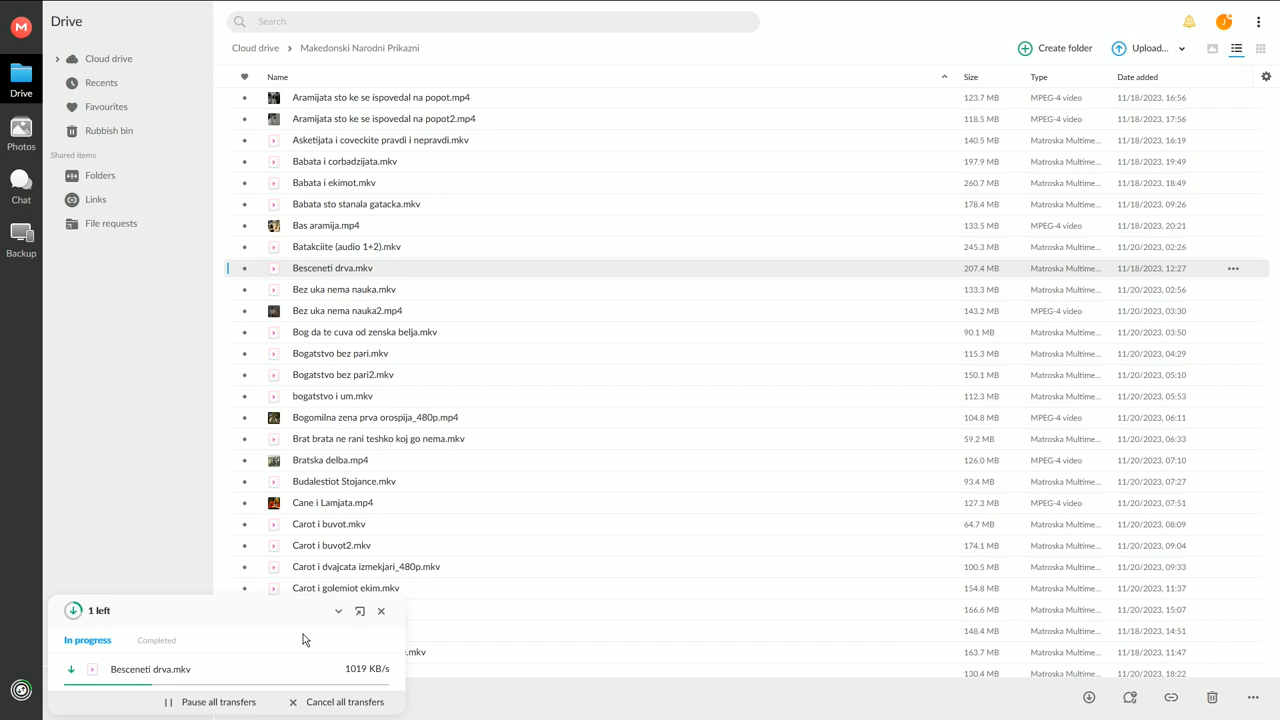 Drive
Search
Cloud drive
Makedonski Narodni Prikazni
Create folder
Upload...
J
M
Drive
Photos
Chat
Backup
Cloud drive
Recents
Favourites
Rubbish bin
Shared items
Folders
Links
File requests
Name Size Type Date added
Aramijata sto ke se ispovedal na popot.mp4 123.7 MB MPEG-4 video 11/18/2023, 16:56
Aramijata sto ke se ispovedal na popot2.mp4 118.5 MB MPEG-4 video 11/18/2023, 17:56
Asketijata i coveckite pravdi i nepravdi.mkv 140.5 MB Matroska Multime... 11/18/2023, 16:19
Babata i corbadzijata.mkv 197.9 MB Matroska Multime... 11/18/2023, 19:49
Babata i ekimot.mkv 260.7 MB Matroska Multime... 11/18/2023, 18:49
Babata sto stanala gatacka.mkv 178.4 MB Matroska Multime... 11/18/2023, 09:26
Bas aramija.mp4 133.5 MB MPEG-4 video 11/18/2023, 20:21
Batakciite (audio 1+2).mkv 245.3 MB Matroska Multime... 11/20/2023, 02:26
Besceneti drva.mkv 207.4 MB Matroska Multime... 11/18/2023, 12:27
Bez uka nema nauka.mkv 133.3 MB Matroska Multime... 11/20/2023, 02:56
Bez uka nema nauka2.mp4 143.2 MB MPEG-4 video 11/20/2023, 03:30
Bog da te cuva od zenska belja.mkv 90.1 MB Matroska Multime... 11/20/2023, 03:50
Bogatstvo bez pari.mkv 115.3 MB Matroska Multime... 11/20/2023, 04:29
Bogatstvo bez pari2.mkv 150.1 MB Matroska Multime... 11/20/2023, 05:10
bogatstvo i um.mkv 112.3 MB Matroska Multime... 11/20/2023, 05:53
Bogomilna zena prva orospija_480p.mp4 104.8 MB MPEG-4 video 11/20/2023, 06:11
Brat brata ne rani teshko koj go nema.mkv 59.2 MB Matroska Multime... 11/20/2023, 06:33
Bratska delba.mp4 126.0 MB MPEG-4 video 11/20/2023, 07:10
Budalestiot Stojance.mkv 93.4 MB Matroska Multime... 11/20/2023, 07:27
Cane i Lamjata.mp4 127.3 MB MPEG-4 video 11/20/2023, 07:51
Carot i buvot.mkv 64.7 MB Matroska Multime... 11/20/2023, 08:09
Carot i buvot2.mkv 174.1 MB Matroska Multime... 11/20/2023, 09:04
Carot i dvajcata izmekjari_480p.mkv 100.5 MB Matroska Multime... 11/20/2023, 09:33
Carot i golemiot ekim.mkv 154.8 MB Matroska Multime... 11/20/2023, 11:37
166.6 MB Matroska Multime... 11/20/2023, 15:07
148.4 MB Matroska Multime... 11/18/2023, 14:51
.mkv 163.7 MB Matroska Multime... 11/18/2023, 11:47
130.4 MB Matroska Multime... 11/20/2023, 18:22
1 left
In progress Completed
Besceneti drva.mkv 1019 KB/s
Pause all transfers Cancel all transfers